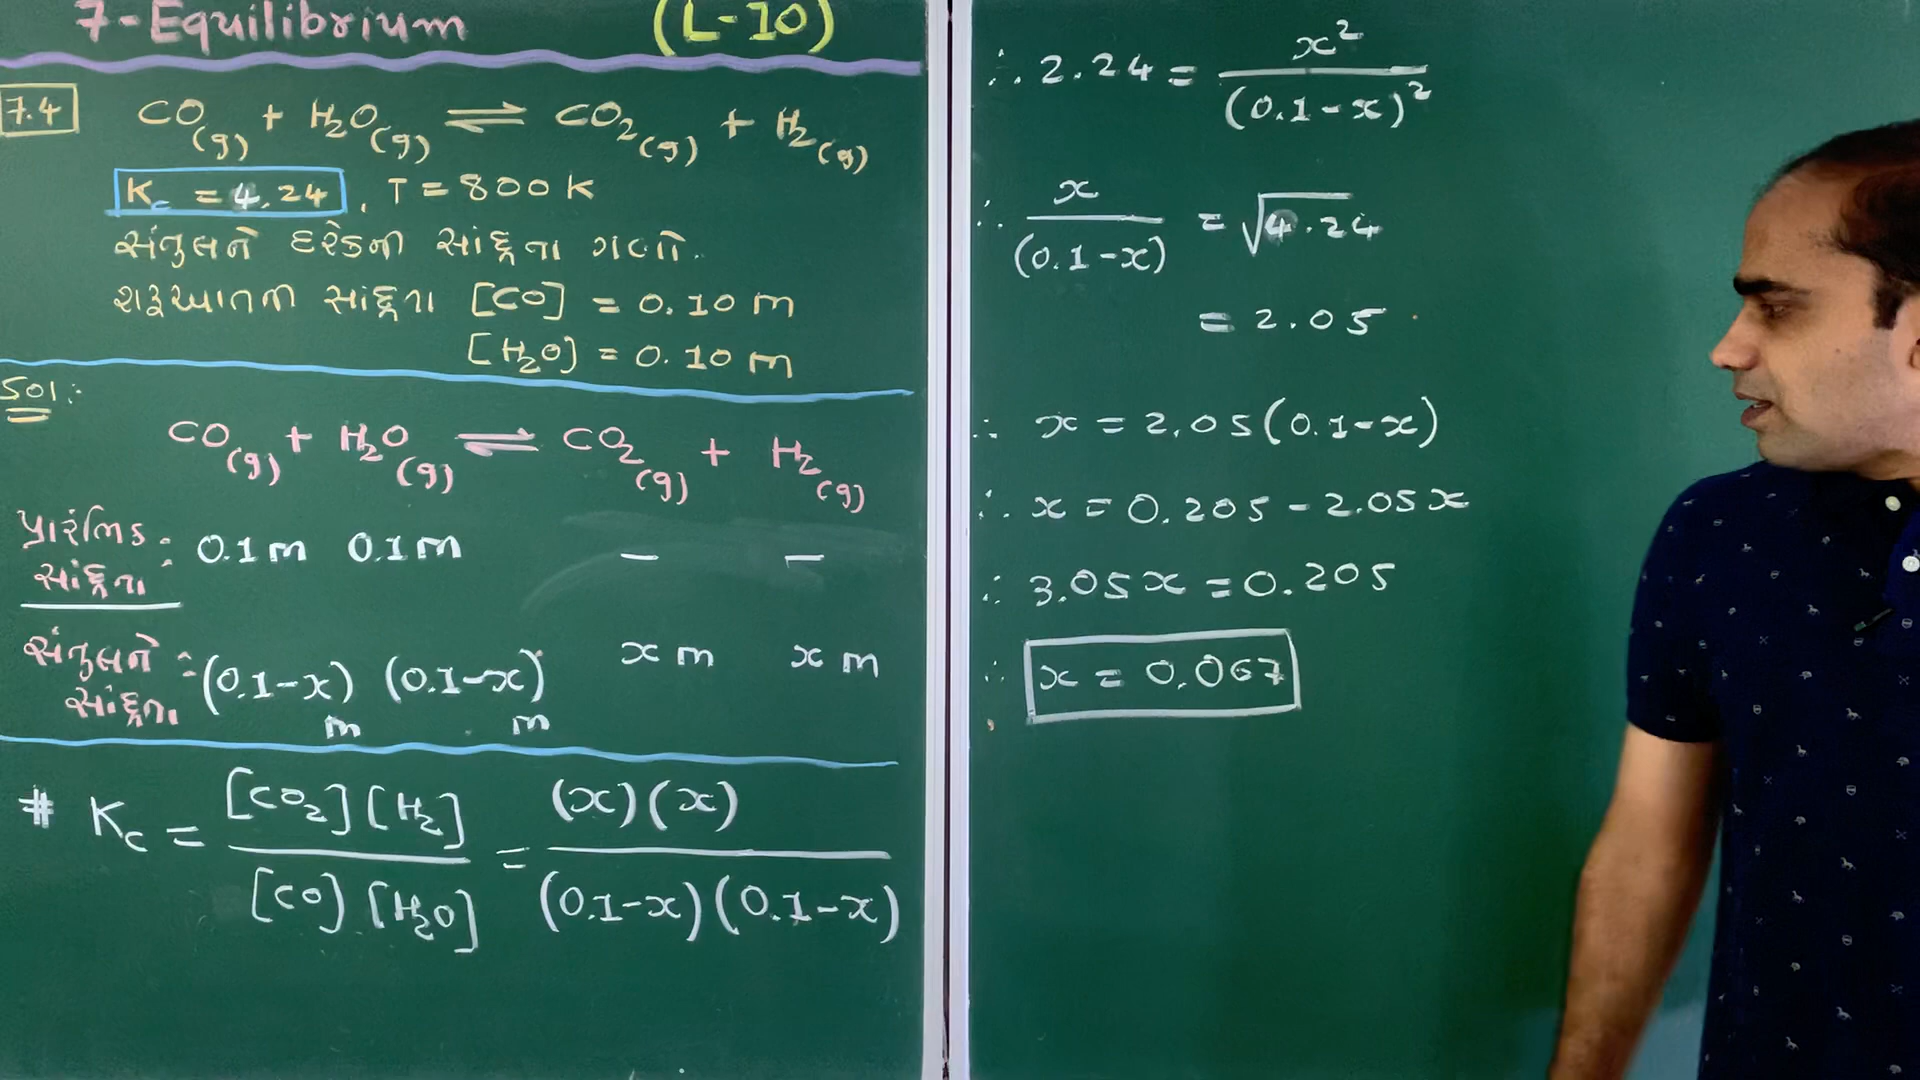 7-Equilibrium (L-10)
7.4 CO(g) + H₂O(g) ⇌ CO₂(g) + H₂(g)
Kc = 4.24, T = 800 K
સંતુલને દરેકની સાંદ્રતા ગણો.
શરૂઆતની સાંદ્રતા [CO] = 0.10 m
[H₂O] = 0.10 m
Sol:
CO(g) + H₂O(g) ⇌ CO₂(g) + H₂(g)
પ્રારંભિક સાંદ્રતા : 0.1 m 0.1 m — —
સંતુલને સાંદ્રતા : (0.1-x) m (0.1-x) m x m x m
# Kc = [CO₂][H₂] / [CO][H₂O] = (x)(x) / (0.1-x)(0.1-x)
∴ 2.24 = x² / (0.1-x)²
∴ x / (0.1-x) = √4.24
= 2.05
∴ x = 2.05(0.1-x)
∴ x = 0.205 - 2.05x
∴ 3.05x = 0.205
∴ x = 0.067